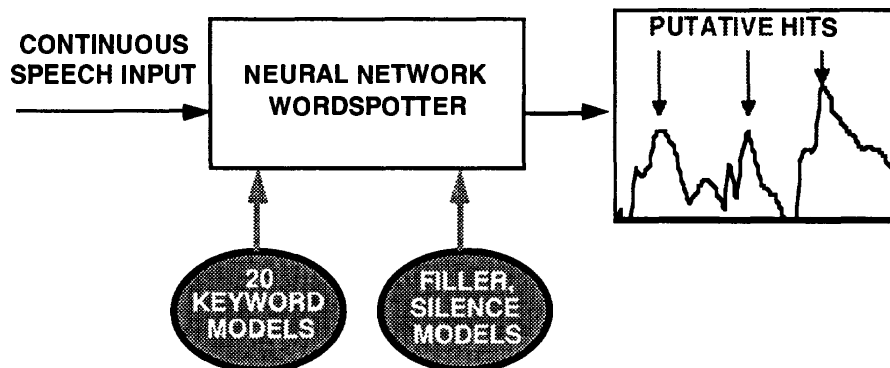 CONTINUOUS
SPEECH INPUT
NEURAL NETWORK
WORDSPOTTER
PUTATIVE HITS
20
KEYWORD
MODELS
FILLER,
SILENCE
MODELS